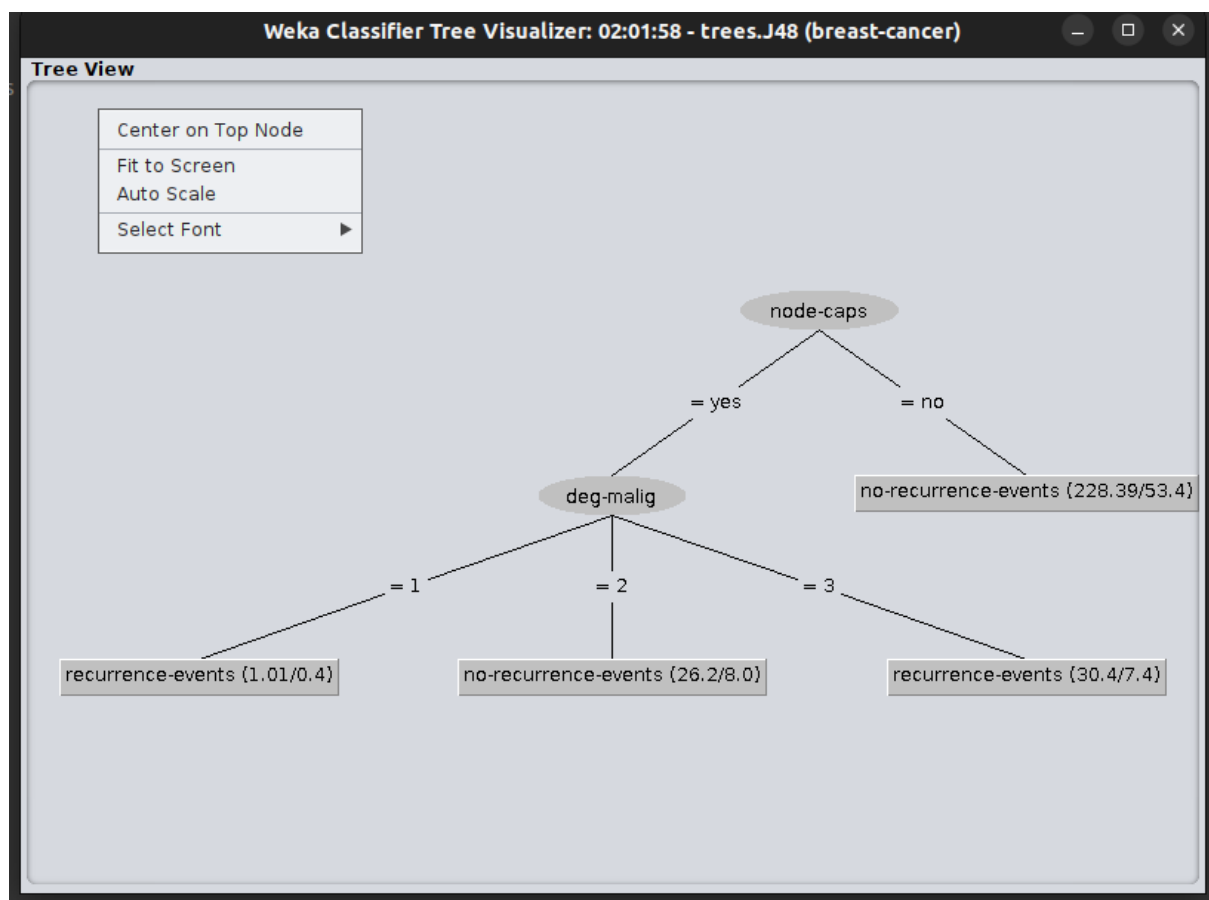 Weka Classifier Tree Visualizer: 02:01:58 - trees.J48 (breast-cancer)
Tree View
s
Center on Top Node
Fit to Screen
Auto Scale
Select Font
node-caps
= yes
= no
deg-malig
no-recurrence-events (228.39/53.4)
= 1
= 2
= 3
recurrence-events (1.01/0.4)
no-recurrence-events (26.2/8.0)
recurrence-events (30.4/7.4)